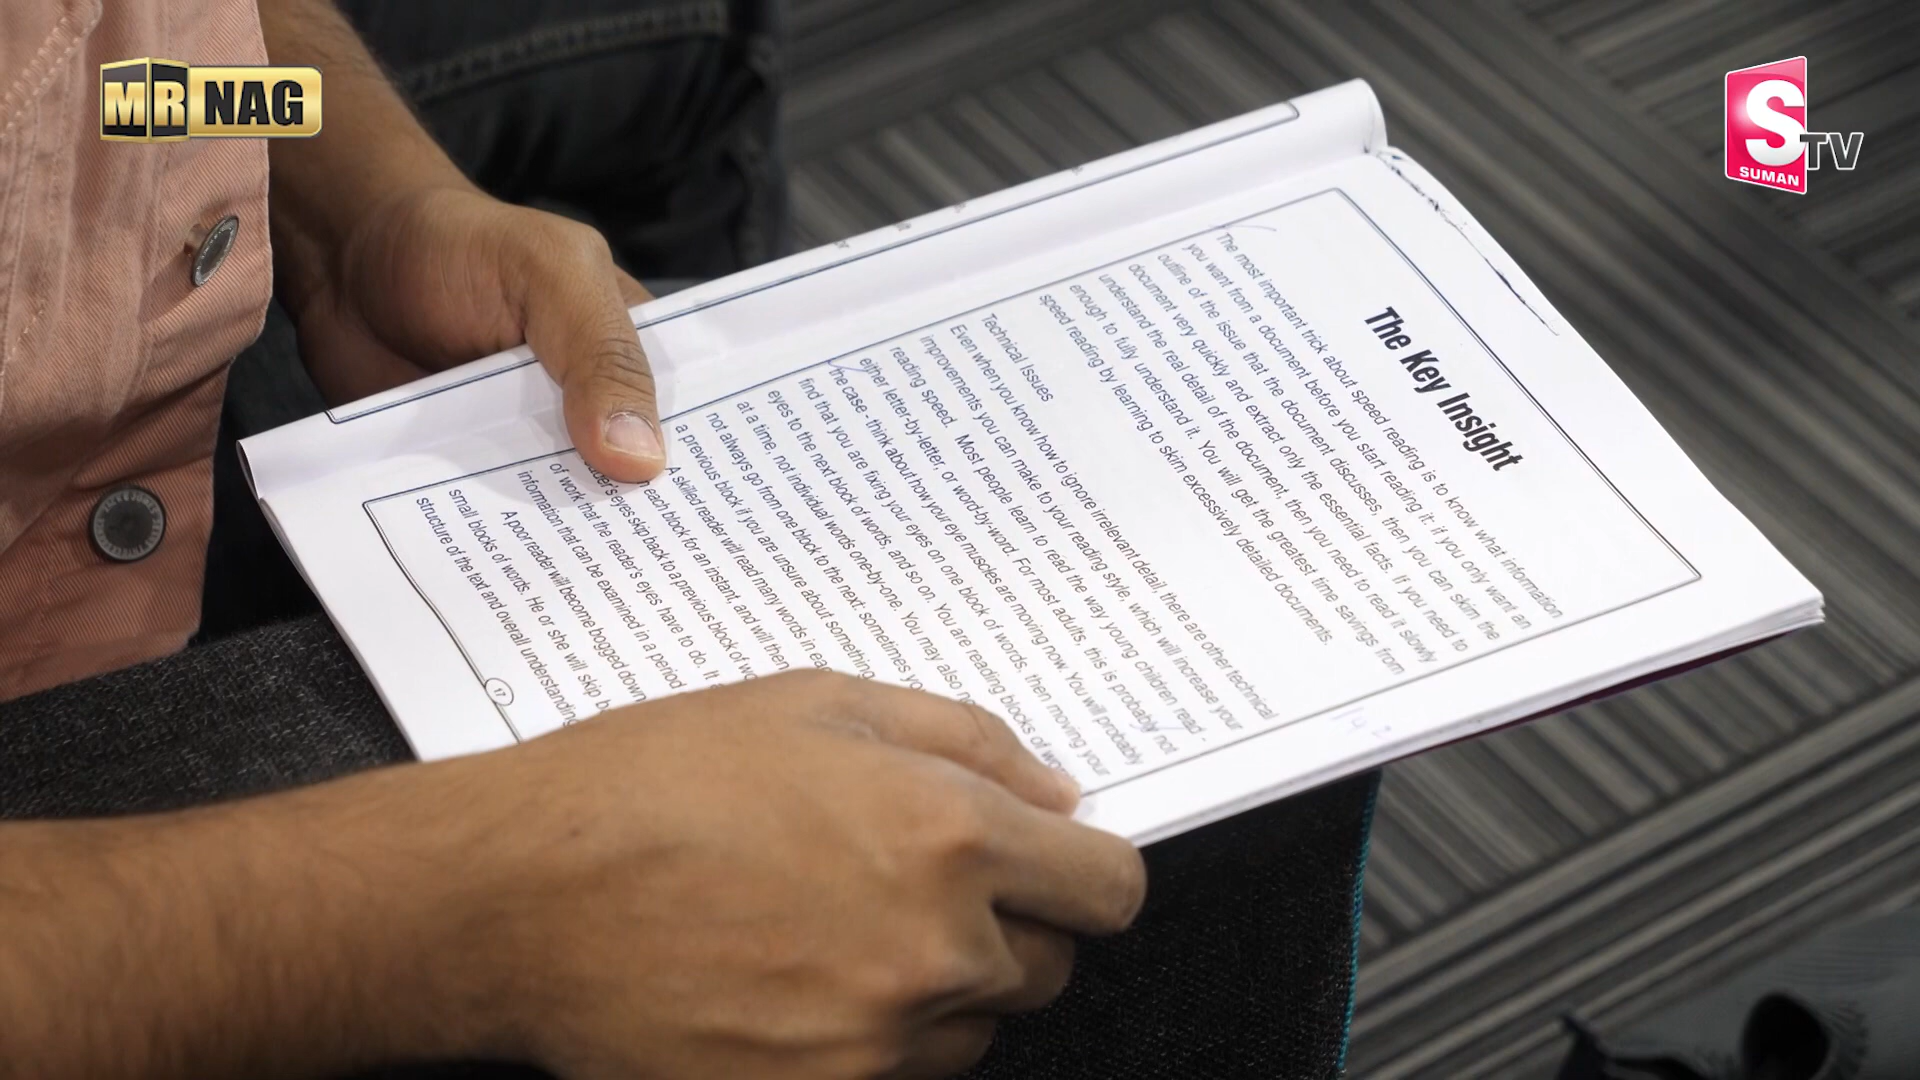 MR NAG
S
SUMAN
TV
The Key Insight
The most important trick about speed reading is to know what information
you want from a document before you start reading it: if you only want an
outline of the issue that the document discusses, then you can skim the
document very quickly and extract only the essential facts. If you need to
understand the real detail of the document, then you need to read it slowly
enough to fully understand it. You will get the greatest time savings from
speed reading by learning to skim excessively detailed documents.
Technical Issues
Even when you know how to ignore irrelevant detail, there are other technical
improvements you can make to your reading style, which will increase your
reading speed. Most people learn to read the way young children read -
either letter-by-letter, or word-by-word. For most adults, this is probably not
the case - think about how your eye muscles are moving now. You will probably
find that you are fixing your eyes on one block of words, then moving your
eyes to the next block of words, and so on. You are reading blocks of
at a time, not individual words one-by-one. You may also
not always go from one block to the next: sometimes
a previous block if you are unsure about something
A skilled reader will read many words in
each block for an instant, and will then
eyes skip back to a previous block of
of work that the reader's eyes have to do. It
information that can be examined in a period
A poor reader will become bogged down
small blocks of words. He or she will skip
structure of the text and overall understanding
17